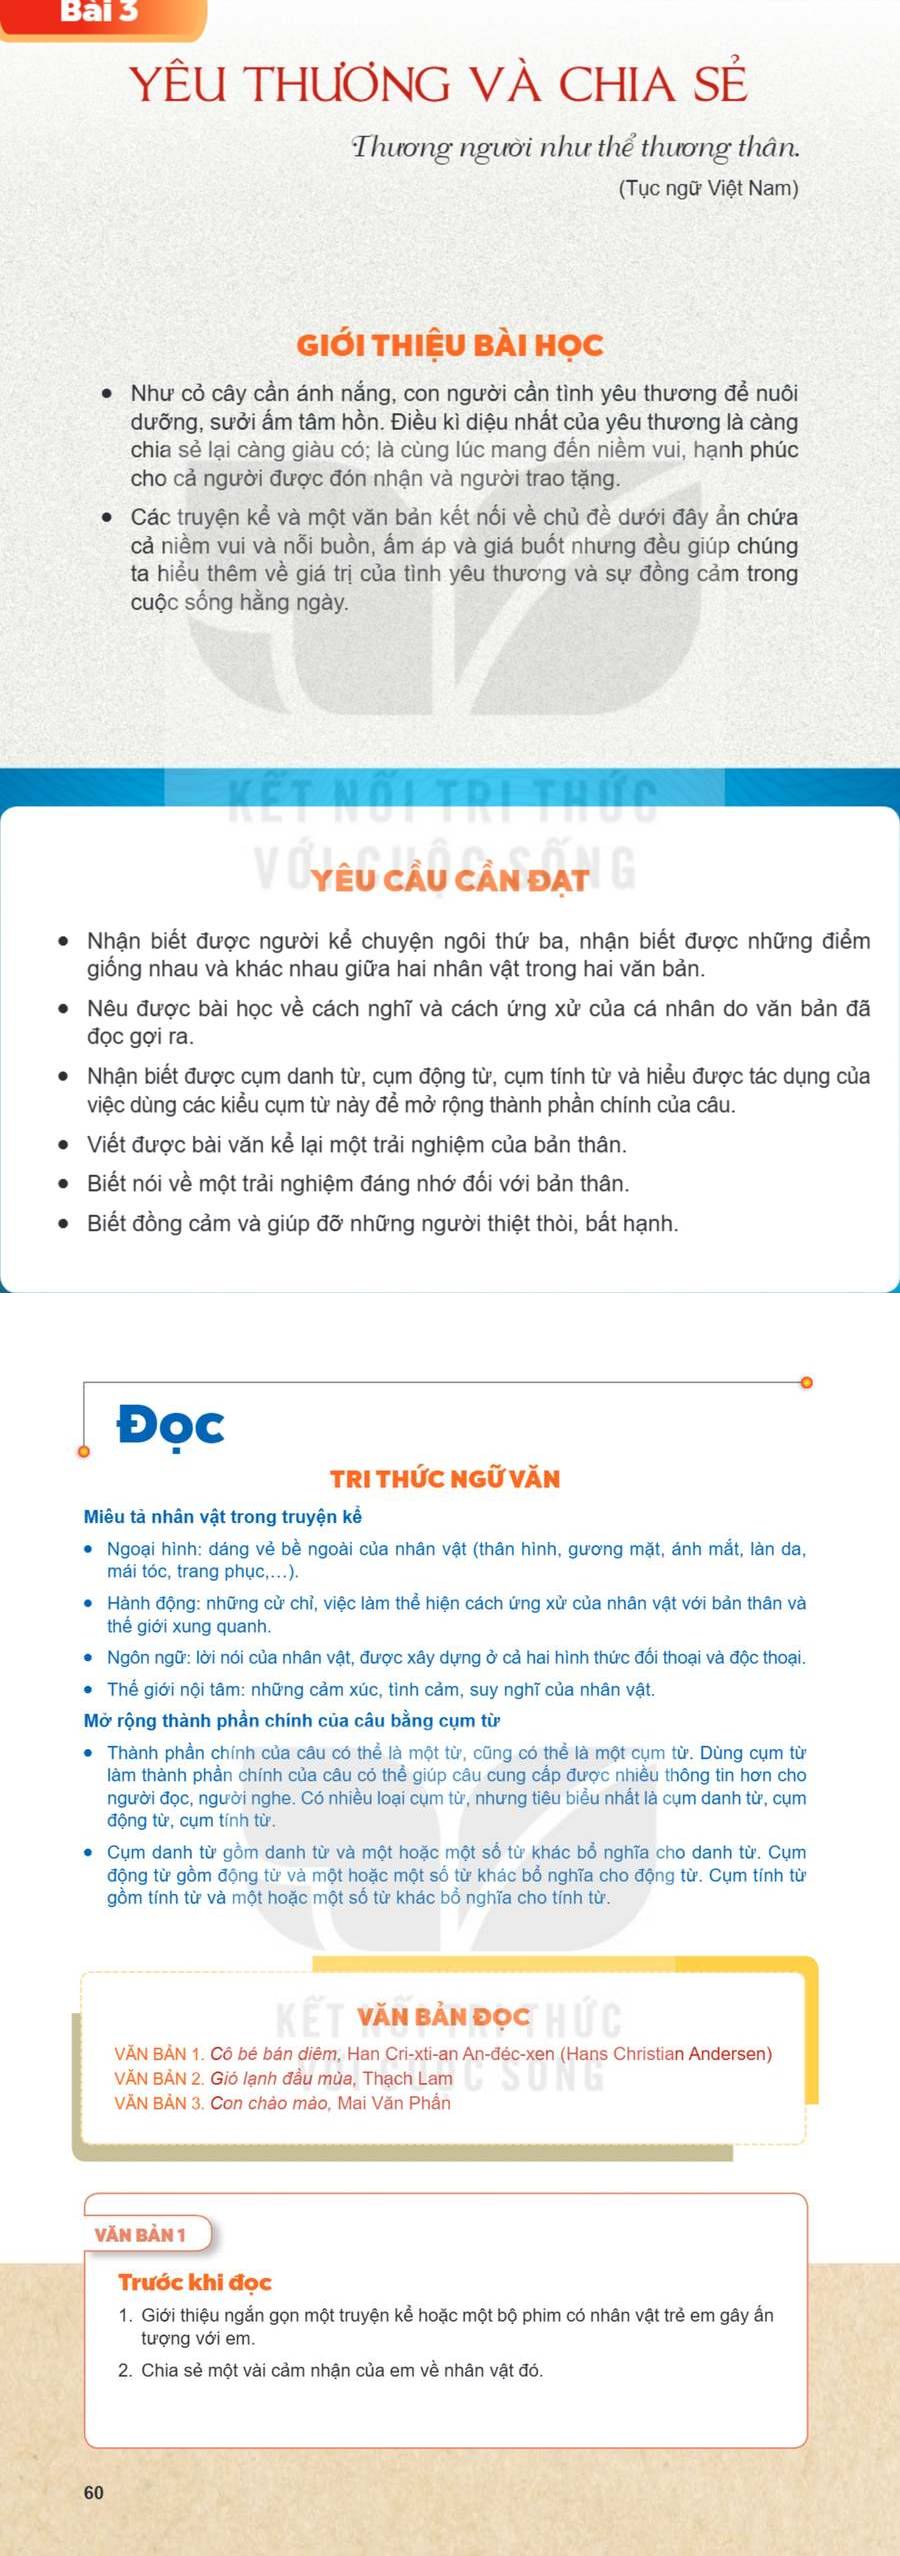 Bài 3
YÊU THƯƠNG VÀ CHIA SẺ
Thương người như thể thương thân.
(Tục ngữ Việt Nam)
GIỚI THIỆU BÀI HỌC
• Như cỏ cây cần ánh nắng, con người cần tình yêu thương để nuôi
dưỡng, sưởi ấm tâm hồn. Điều kì diệu nhất của yêu thương là càng
chia sẻ lại càng giàu có; là cùng lúc mang đến niềm vui, hạnh phúc
cho cả người được đón nhận và người trao tặng.
• Các truyện kể và một văn bản kết nối về chủ đề dưới đây ẩn chứa
cả niềm vui và nỗi buồn, ấm áp và giá buốt nhưng đều giúp chúng
ta hiểu thêm về giá trị của tình yêu thương và sự đồng cảm trong
cuộc sống hằng ngày.
KẾT NỐI TRI THỨC
VỚI CUỘC SỐNG
YÊU CẦU CẦN ĐẠT
• Nhận biết được người kể chuyện ngôi thứ ba, nhận biết được những điểm
giống nhau và khác nhau giữa hai nhân vật trong hai văn bản.
• Nêu được bài học về cách nghĩ và cách ứng xử của cá nhân do văn bản đã
đọc gợi ra.
• Nhận biết được cụm danh từ, cụm động từ, cụm tính từ và hiểu được tác dụng của
việc dùng các kiểu cụm từ này để mở rộng thành phần chính của câu.
• Viết được bài văn kể lại một trải nghiệm của bản thân.
• Biết nói về một trải nghiệm đáng nhớ đối với bản thân.
• Biết đồng cảm và giúp đỡ những người thiệt thòi, bất hạnh.
Đọc
TRI THỨC NGỮ VĂN
Miêu tả nhân vật trong truyện kể
• Ngoại hình: dáng vẻ bề ngoài của nhân vật (thân hình, gương mặt, ánh mắt, làn da,
mái tóc, trang phục,...).
• Hành động: những cử chỉ, việc làm thể hiện cách ứng xử của nhân vật với bản thân và
thế giới xung quanh.
• Ngôn ngữ: lời nói của nhân vật, được xây dựng ở cả hai hình thức đối thoại và độc thoại.
• Thế giới nội tâm: những cảm xúc, tình cảm, suy nghĩ của nhân vật.
Mở rộng thành phần chính của câu bằng cụm từ
• Thành phần chính của câu có thể là một từ, cũng có thể là một cụm từ. Dùng cụm từ
làm thành phần chính của câu có thể giúp câu cung cấp được nhiều thông tin hơn cho
người đọc, người nghe. Có nhiều loại cụm từ, nhưng tiêu biểu nhất là cụm danh từ, cụm
động từ, cụm tính từ.
• Cụm danh từ gồm danh từ và một hoặc một số từ khác bổ nghĩa cho danh từ. Cụm
động từ gồm động từ và một hoặc một số từ khác bổ nghĩa cho động từ. Cụm tính từ
gồm tính từ và một hoặc một số từ khác bổ nghĩa cho tính từ.
KẾT NỐI TRI THỨC
VỚI CUỘC SỐNG
VĂN BẢN ĐỌC
VĂN BẢN 1. Cô bé bán diêm, Han Cri-xti-an An-đéc-xen (Hans Christian Andersen)
VĂN BẢN 2. Gió lạnh đầu mùa, Thạch Lam
VĂN BẢN 3. Con chào mào, Mai Văn Phấn
VĂN BẢN 1
Trước khi đọc
1. Giới thiệu ngắn gọn một truyện kể hoặc một bộ phim có nhân vật trẻ em gây ấn
tượng với em.
2. Chia sẻ một vài cảm nhận của em về nhân vật đó.
60